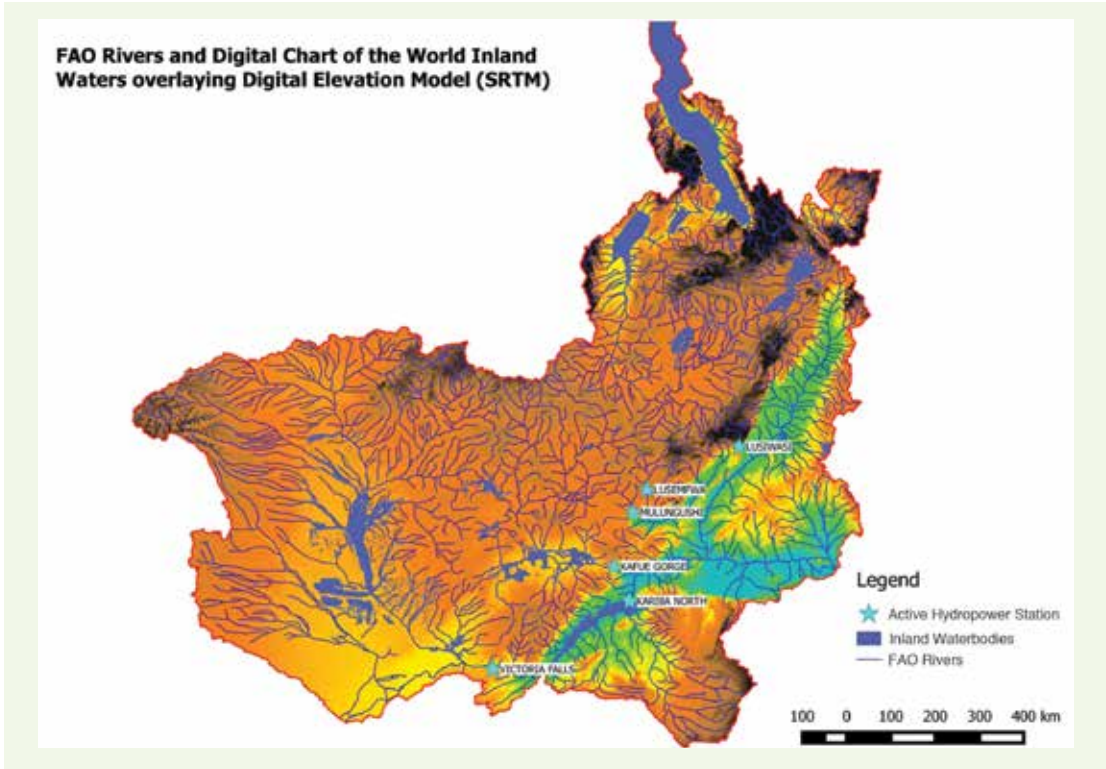 FAO Rivers and Digital Chart of the World Inland
Waters overlaying Digital Elevation Model (SRTM)
LUSIWASI
LUSEMFWA
MULUNGUSHI
KAFUE GORGE
KARIBA NORTH
VICTORIA FALLS
Legend
Active Hydropower Station
Inland Waterbodies
FAO Rivers
100 0 100 200 300 400 km